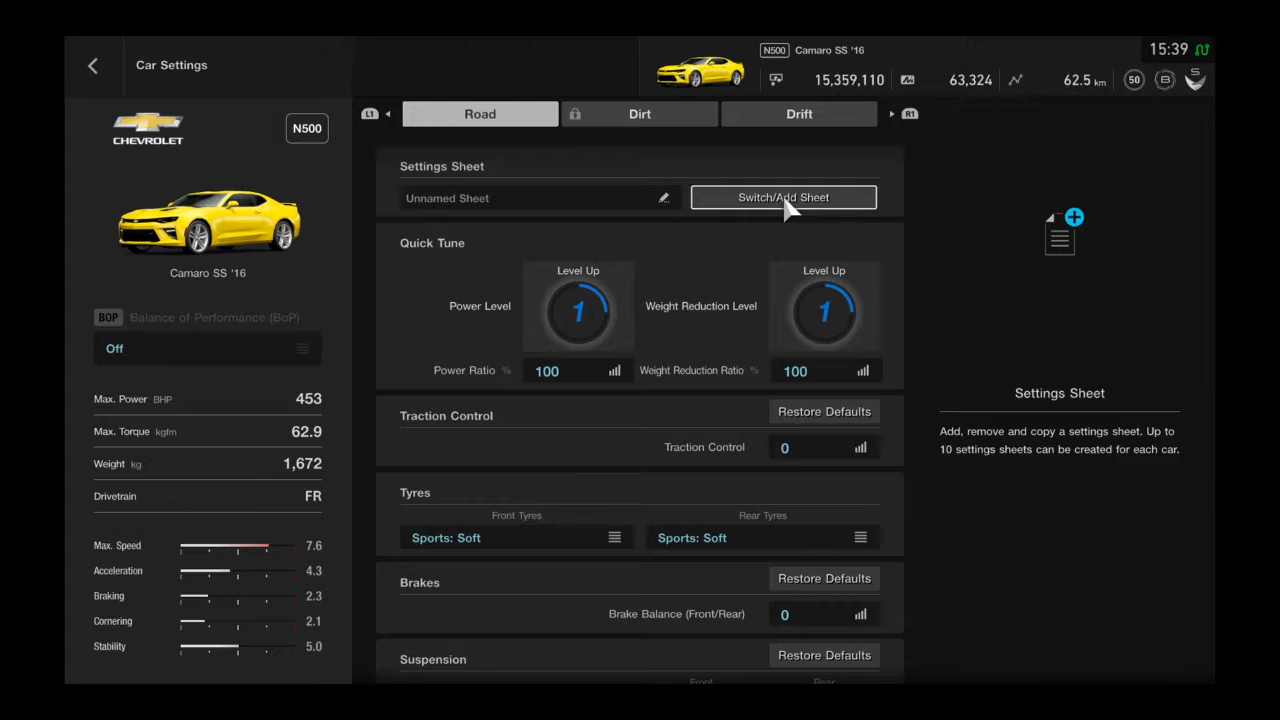 Car Settings
N500 Camaro SS '16
15:39
15,359,110 63,324 62.5 km 50 B S
CHEVROLET
N500
L1 Road Dirt Drift R1
Camaro SS '16
BOP Balance of Performance (BoP)
Off
Max. Power BHP 453
Max. Torque kgfm 62.9
Weight kg 1,672
Drivetrain FR
Max. Speed 7.6
Acceleration 4.3
Braking 2.3
Cornering 2.1
Stability 5.0
Settings Sheet
Unnamed Sheet Switch/Add Sheet
Quick Tune
Level Up Level Up
Power Level 1 Weight Reduction Level 1
Power Ratio % 100 Weight Reduction Ratio % 100
Traction Control Restore Defaults
Traction Control 0
Tyres
Front Tyres Rear Tyres
Sports: Soft Sports: Soft
Brakes Restore Defaults
Brake Balance (Front/Rear) 0
Suspension Restore Defaults
Front Rear
Settings Sheet
Add, remove and copy a settings sheet. Up to
10 settings sheets can be created for each car.